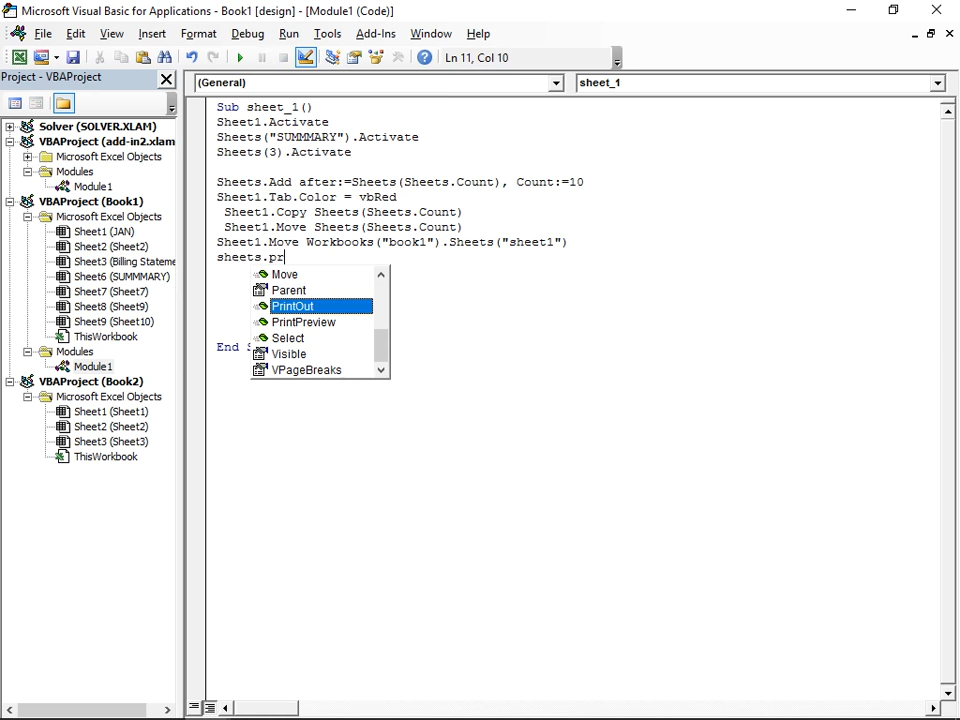 Microsoft Visual Basic for Applications - Book1 [design] - [Module1 (Code)]
File Edit View Insert Format Debug Run Tools Add-Ins Window Help
Ln 11, Col 10
Project - VBAProject
(General) sheet_1
Solver (SOLVER.XLAM)
VBAProject (add-in2.xlam
Microsoft Excel Objects
Modules
Module1
VBAProject (Book1)
Microsoft Excel Objects
Sheet1 (JAN)
Sheet2 (Sheet2)
Sheet3 (Billing Stateme
Sheet6 (SUMMMARY)
Sheet7 (Sheet7)
Sheet8 (Sheet9)
Sheet9 (Sheet10)
ThisWorkbook
Modules
Module1
VBAProject (Book2)
Microsoft Excel Objects
Sheet1 (Sheet1)
Sheet2 (Sheet2)
Sheet3 (Sheet3)
ThisWorkbook
Sub sheet_1()
Sheet1.Activate
Sheets("SUMMMARY").Activate
Sheets(3).Activate
Sheets.Add after:=Sheets(Sheets.Count), Count:=10
Sheet1.Tab.Color = vbRed
Sheet1.Copy Sheets(Sheets.Count)
Sheet1.Move Sheets(Sheets.Count)
Sheet1.Move Workbooks("book1").Sheets("sheet1")
sheets.pr
Move
Parent
PrintOut
PrintPreview
Select
Visible
VPageBreaks
End S